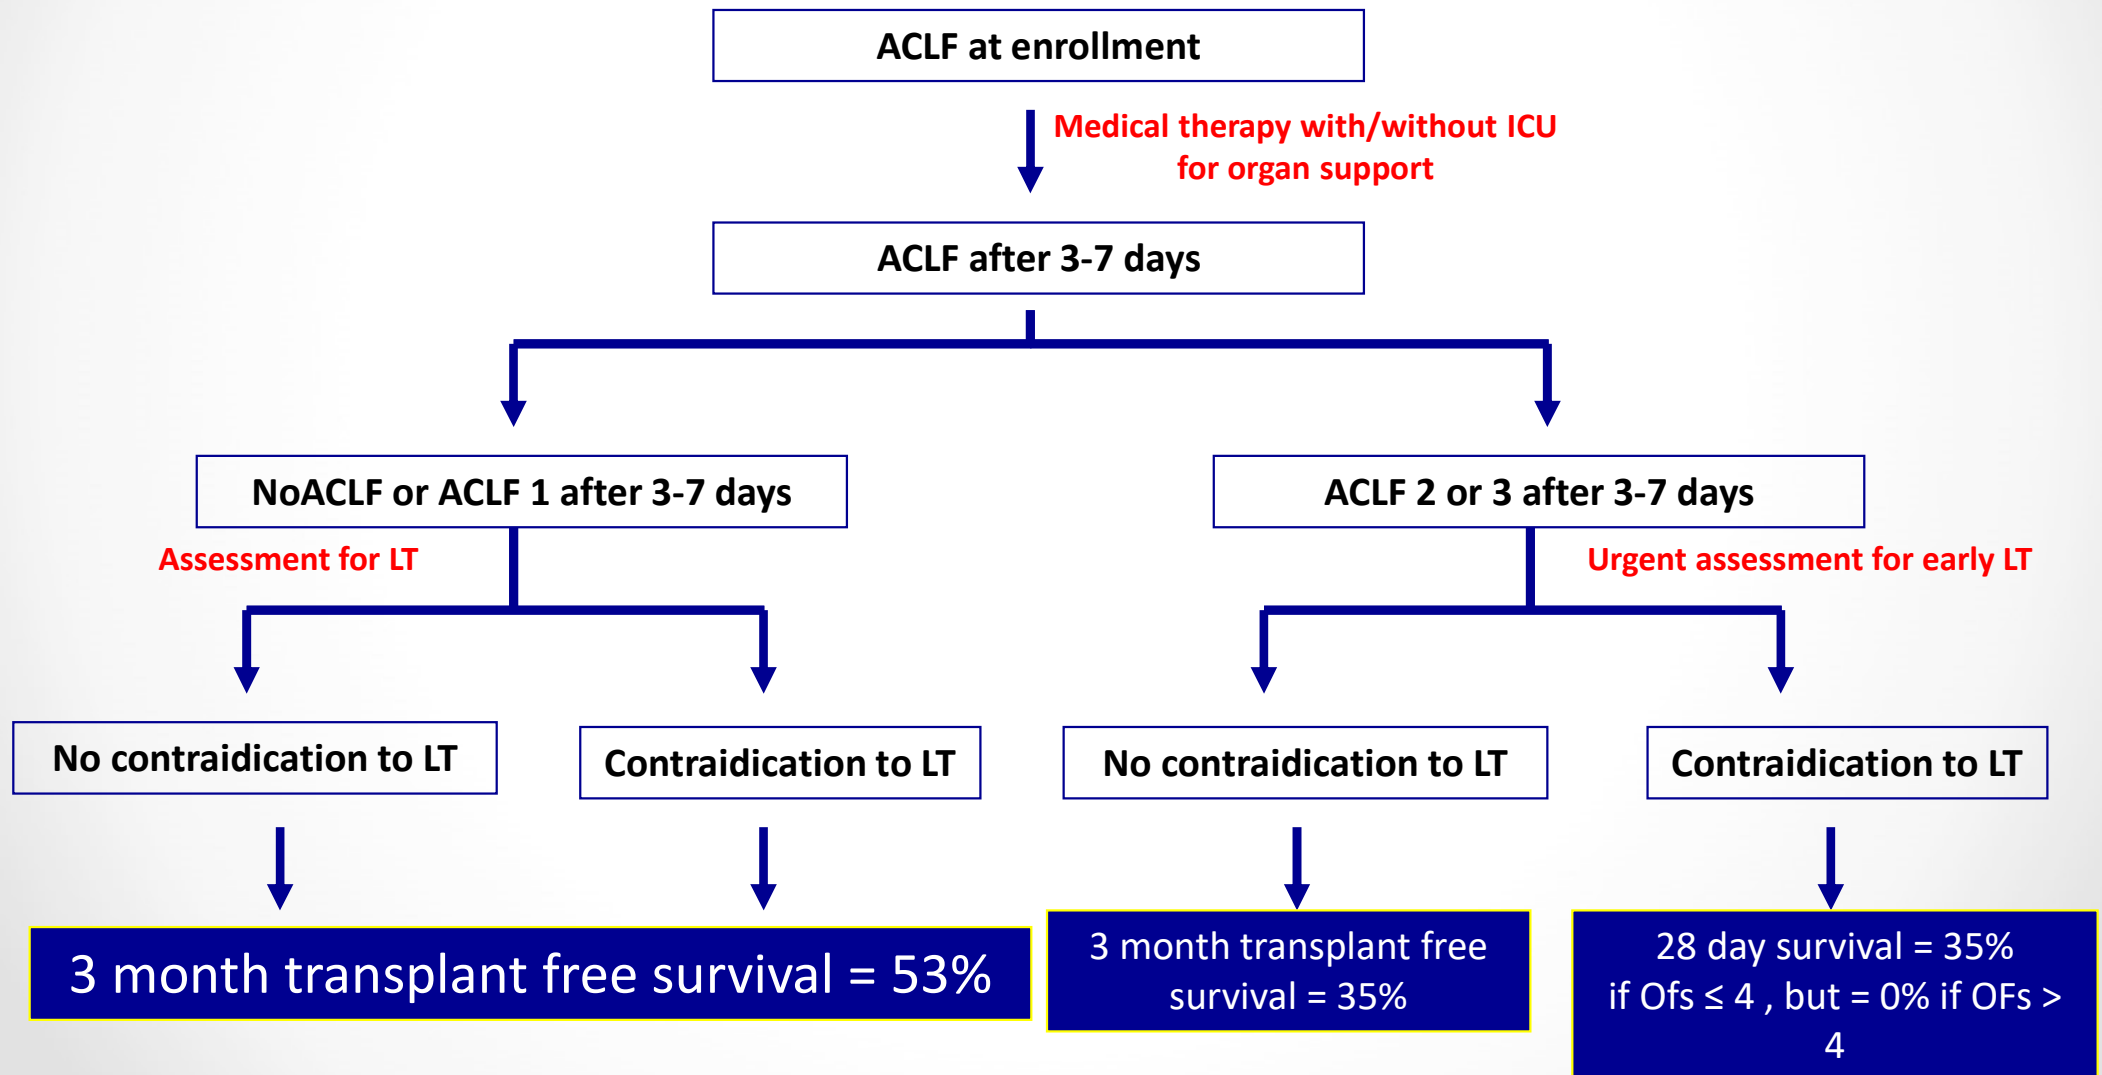 ACLF at enrollment
Medical therapy with/without ICU
for organ support
ACLF after 3-7 days
NoACLF or ACLF 1 after 3-7 days
ACLF 2 or 3 after 3-7 days
Assessment for LT
Urgent assessment for early LT
No contraidication to LT
Contraidication to LT
No contraidication to LT
Contraidication to LT
3 month transplant free survival = 53%
3 month transplant free
survival = 35%
28 day survival = 35%
if Ofs ≤ 4 , but = 0% if OFs >
4